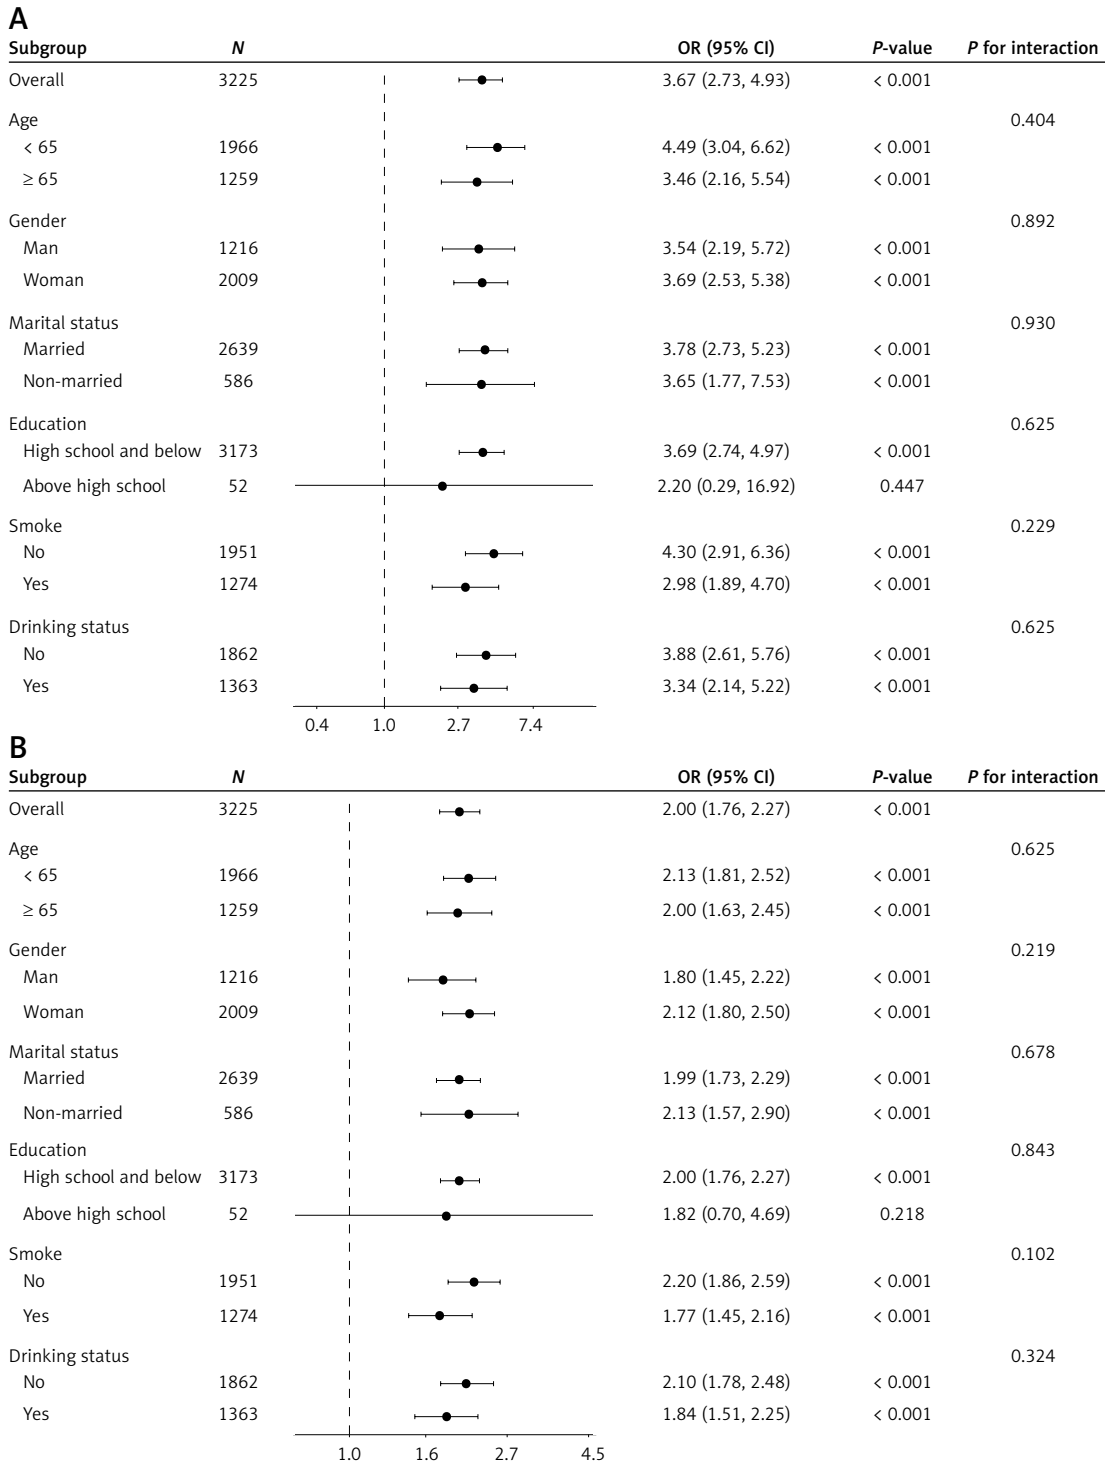 A
Subgroup N OR (95% CI) P-value P for interaction
Overall 3225 3.67 (2.73, 4.93) < 0.001
Age 0.404
< 65 1966 4.49 (3.04, 6.62) < 0.001
≥ 65 1259 3.46 (2.16, 5.54) < 0.001
Gender 0.892
Man 1216 3.54 (2.19, 5.72) < 0.001
Woman 2009 3.69 (2.53, 5.38) < 0.001
Marital status 0.930
Married 2639 3.78 (2.73, 5.23) < 0.001
Non-married 586 3.65 (1.77, 7.53) < 0.001
Education 0.625
High school and below 3173 3.69 (2.74, 4.97) < 0.001
Above high school 52 2.20 (0.29, 16.92) 0.447
Smoke 0.229
No 1951 4.30 (2.91, 6.36) < 0.001
Yes 1274 2.98 (1.89, 4.70) < 0.001
Drinking status 0.625
No 1862 3.88 (2.61, 5.76) < 0.001
Yes 1363 3.34 (2.14, 5.22) < 0.001
0.4 1.0 2.7 7.4
B
Subgroup N OR (95% CI) P-value P for interaction
Overall 3225 2.00 (1.76, 2.27) < 0.001
Age 0.625
< 65 1966 2.13 (1.81, 2.52) < 0.001
≥ 65 1259 2.00 (1.63, 2.45) < 0.001
Gender 0.219
Man 1216 1.80 (1.45, 2.22) < 0.001
Woman 2009 2.12 (1.80, 2.50) < 0.001
Marital status 0.678
Married 2639 1.99 (1.73, 2.29) < 0.001
Non-married 586 2.13 (1.57, 2.90) < 0.001
Education 0.843
High school and below 3173 2.00 (1.76, 2.27) < 0.001
Above high school 52 1.82 (0.70, 4.69) 0.218
Smoke 0.102
No 1951 2.20 (1.86, 2.59) < 0.001
Yes 1274 1.77 (1.45, 2.16) < 0.001
Drinking status 0.324
No 1862 2.10 (1.78, 2.48) < 0.001
Yes 1363 1.84 (1.51, 2.25) < 0.001
1.0 1.6 2.7 4.5